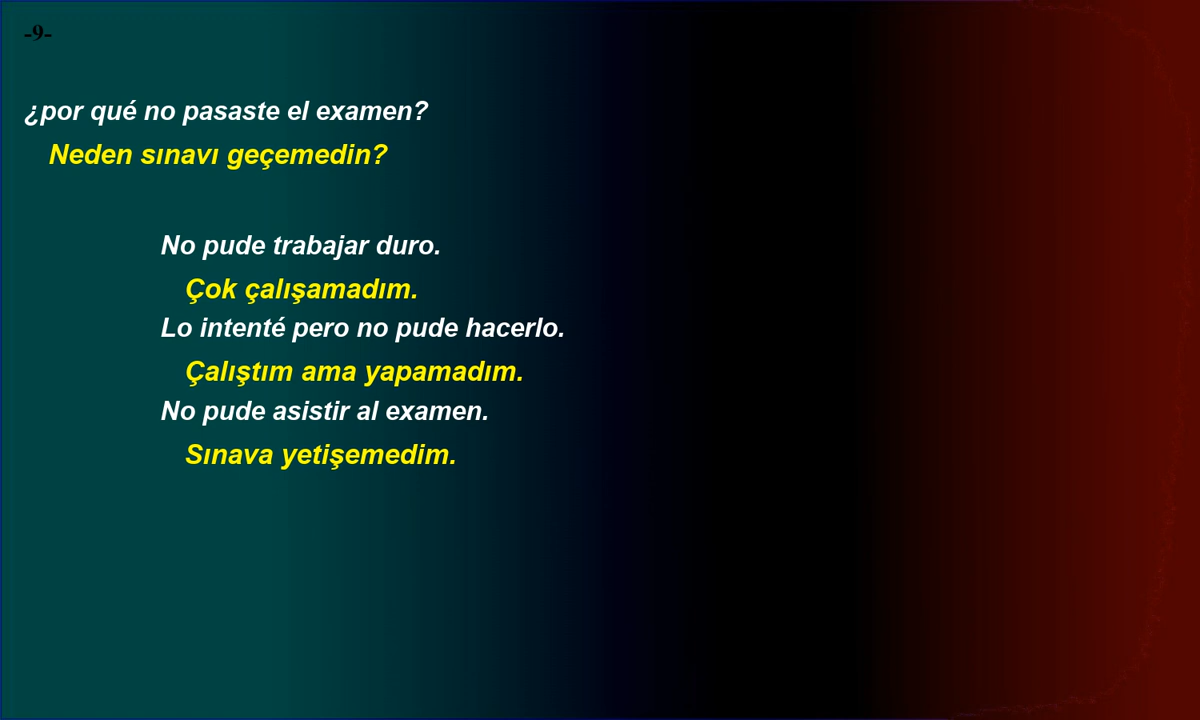 -9-
¿por qué no pasaste el examen?
Neden sınavı geçemedin?
No pude trabajar duro.
Çok çalışamadım.
Lo intenté pero no pude hacerlo.
Çalıştım ama yapamadım.
No pude asistir al examen.
Sınava yetişemedim.